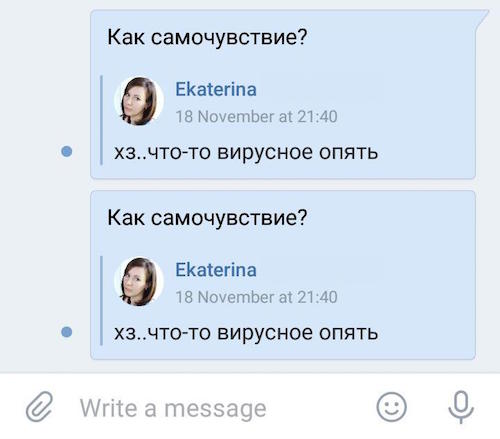 Как самочувствие?
Ekaterina
18 November at 21:40
хз..что-то вирусное опять
Как самочувствие?
Ekaterina
18 November at 21:40
хз..что-то вирусное опять
Write a message